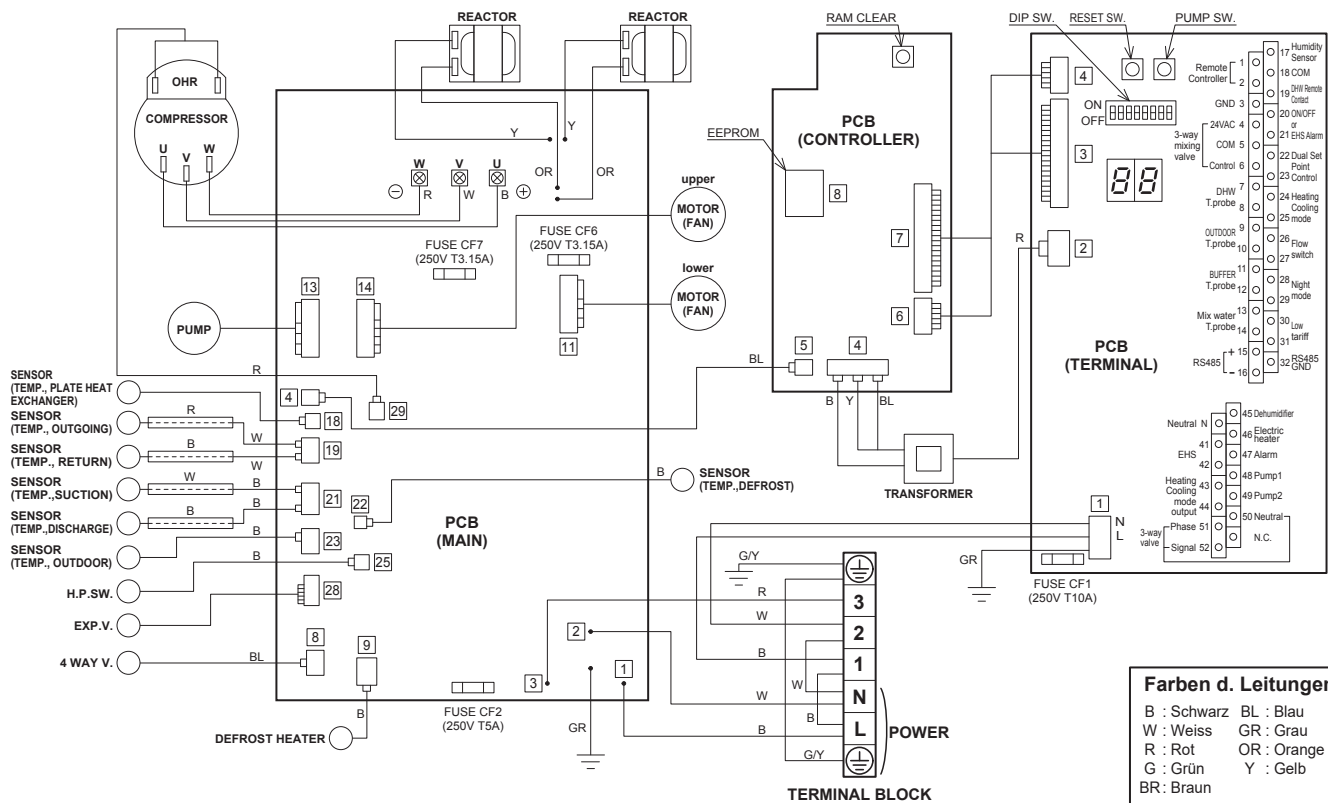 REACTOR
REACTOR
RAM CLEAR
DIP SW.
RESET SW.
PUMP SW.
OHR
COMPRESSOR
U
V
W
Y
Y
W
V
U
R
W
B
OR
OR
FUSE CF7
(250V T3.15A)
FUSE CF6
(250V T3.15A)
upper
MOTOR
(FAN)
lower
MOTOR
(FAN)
13
14
11
PUMP
R
SENSOR
(TEMP., PLATE HEAT
EXCHANGER)
SENSOR
(TEMP., OUTGOING)
SENSOR
(TEMP., RETURN)
SENSOR
(TEMP.,SUCTION)
SENSOR
(TEMP.,DISCHARGE)
SENSOR
(TEMP., OUTDOOR)
H.P.SW.
EXP.V.
4 WAY V.
DEFROST HEATER
R
W
B
W
W
B
B
B
B
B
BL
B
4
18
29
19
21
22
23
25
28
8
9
PCB
(MAIN)
B
SENSOR
(TEMP.,DEFROST)
2
3
1
FUSE CF2
(250V T5A)
GR
PCB
(CONTROLLER)
EEPROM
8
7
6
5
4
BL
B
Y
BL
TRANSFORMER
R
G/Y
R
W
B
W
W
B
B
G/Y
3
2
1
N
L
POWER
TERMINAL BLOCK
4
3
2
ON
OFF
88
PCB
(TERMINAL)
Remote
Controller
1
2
GND 3
3-way
mixing
valve
24VAC 4
COM 5
Control 6
DHW
T.probe
7
8
OUTDOOR
T.probe
9
10
BUFFER
T.probe
11
12
Mix water
T.probe
13
14
RS485
+ 15
- 16
17 Humidity
Sensor
18 COM
19 DHW Remote
Contact
20 ON/OFF
or
21 EHS Alarm
22 Dual Set
Point
23 Control
24 Heating
Cooling
25 mode
26 Flow
switch
27
28 Night
mode
29
30 Low
tariff
31
32 RS485
GND
Neutral N
41
EHS
42
Heating
Cooling
mode
output
43
44
3-way
valve
Phase 51
Signal 52
45 Dehumidifier
46 Electric
heater
47 Alarm
48 Pump1
49 Pump2
50 Neutral
N.C.
1
N
L
GR
FUSE CF1
(250V T10A)
Farben d. Leitungen
B : Schwarz BL : Blau
W : Weiss GR : Grau
R : Rot OR : Orange
G : Grün Y : Gelb
BR : Braun